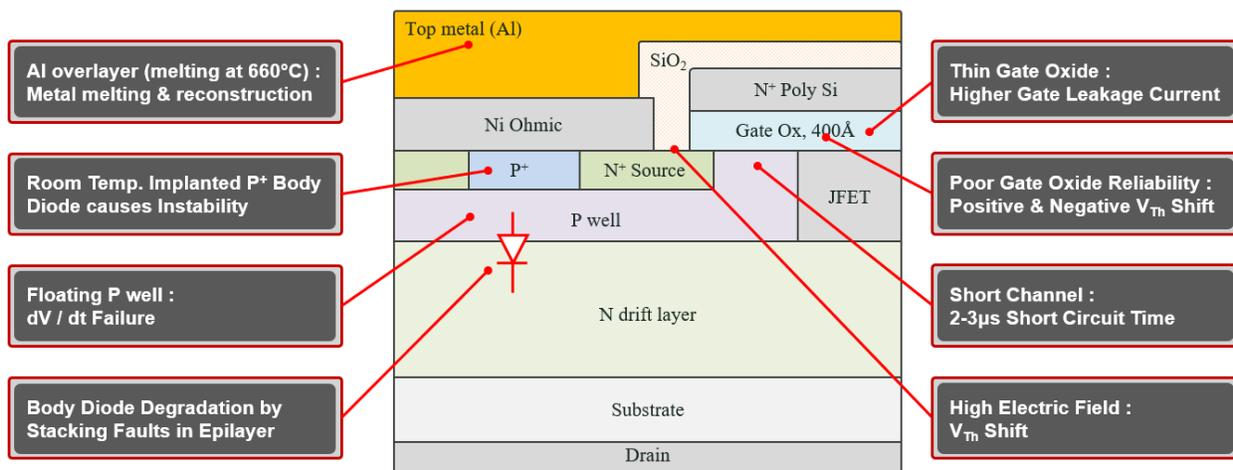 Al overlayer (melting at 660°C) :
Metal melting & reconstruction
Room Temp. Implanted P⁺ Body
Diode causes Instability
Floating P well :
dV / dt Failure
Body Diode Degradation by
Stacking Faults in Epilayer
Top metal (Al)
SiO₂
N⁺ Poly Si
Ni Ohmic
Gate Ox, 400Å
P⁺
N⁺ Source
JFET
P well
N drift layer
Substrate
Drain
Thin Gate Oxide :
Higher Gate Leakage Current
Poor Gate Oxide Reliability :
Positive & Negative V_Th Shift
Short Channel :
2-3µs Short Circuit Time
High Electric Field :
V_Th Shift